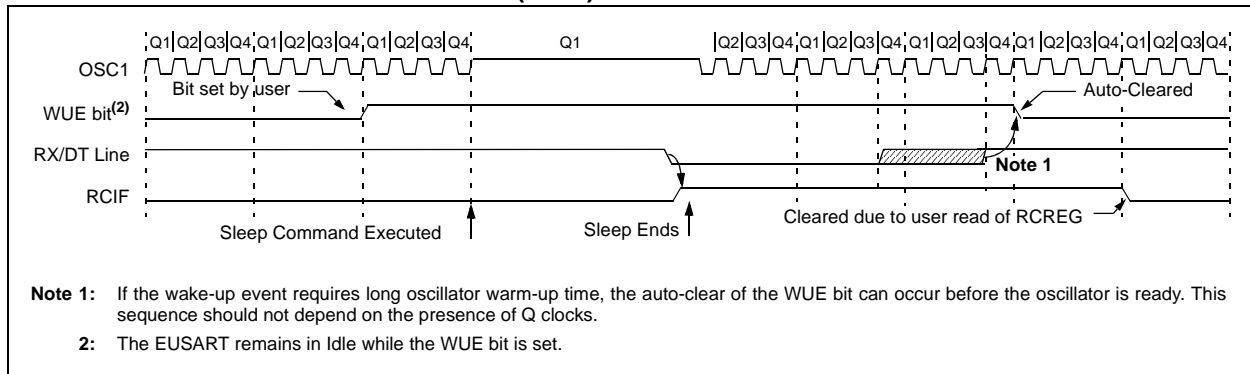 Q1 Q2 Q3 Q4 Q1 Q2 Q3 Q4 Q1 Q2 Q3 Q4 Q1 Q2 Q3 Q4 Q1 Q2 Q3 Q4 Q1 Q2 Q3 Q4 Q1 Q2 Q3 Q4 Q1 Q2 Q3 Q4
OSC1
Bit set by user
Auto-Cleared
WUE bit(2)
RX/DT Line
Note 1
RCIF
Cleared due to user read of RCREG
Sleep Command Executed
Sleep Ends
Note 1: If the wake-up event requires long oscillator warm-up time, the auto-clear of the WUE bit can occur before the oscillator is ready. This
sequence should not depend on the presence of Q clocks.
2: The EUSART remains in Idle while the WUE bit is set.